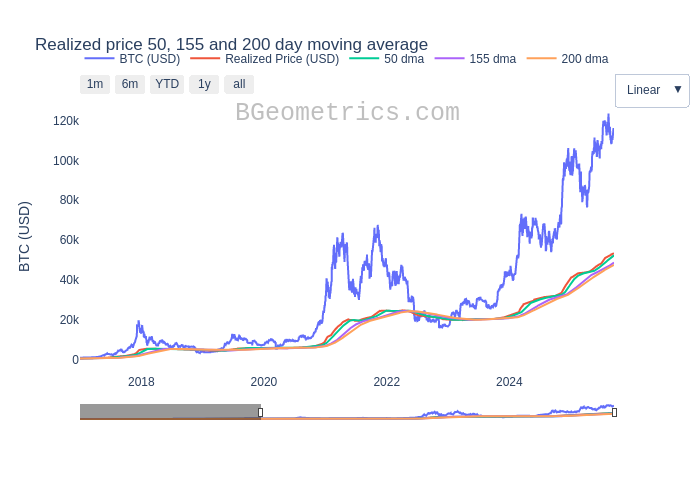 Realized price 50, 155 and 200 day moving average
BTC (USD) Realized Price (USD) 50 dma 155 dma 200 dma
1m 6m YTD 1y all
Linear ▼
BGeometrics.com
BTC (USD)
120k
100k
80k
60k
40k
20k
0
2018 2020 2022 2024